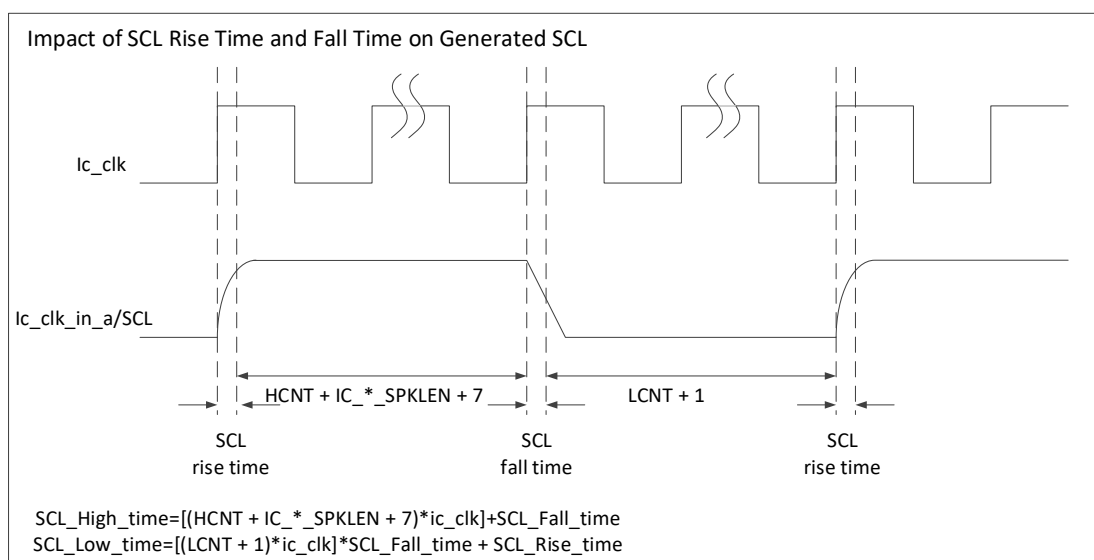 Impact of SCL Rise Time and Fall Time on Generated SCL
Ic_clk
Ic_clk_in_a/SCL
HCNT + IC_*_SPKLEN + 7
LCNT + 1
SCL
rise time
SCL
fall time
SCL
rise time
SCL_High_time=[(HCNT + IC_*_SPKLEN + 7)*ic_clk]+SCL_Fall_time
SCL_Low_time=[(LCNT + 1)*ic_clk]*SCL_Fall_time + SCL_Rise_time